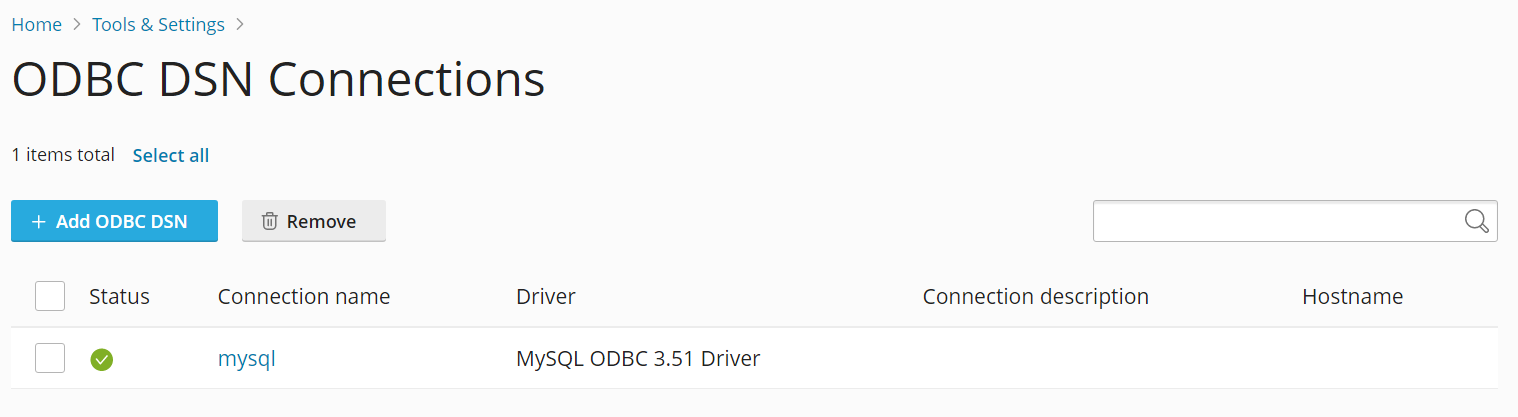 Home > Tools & Settings >
ODBC DSN Connections
1 items total Select all
+ Add ODBC DSN Remove
Status Connection name Driver Connection description Hostname
mysql MySQL ODBC 3.51 Driver